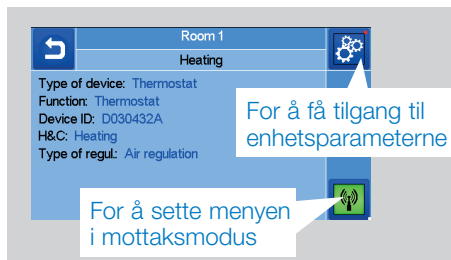 Room 1
Heating
Type of device: Thermostat
Function: Thermostat
Device ID: D030432A
H&C: Heating
Type of regul.: Air regulation
For å få tilgang til
enhetsparameterne
For å sette menyen
i mottaksmodus